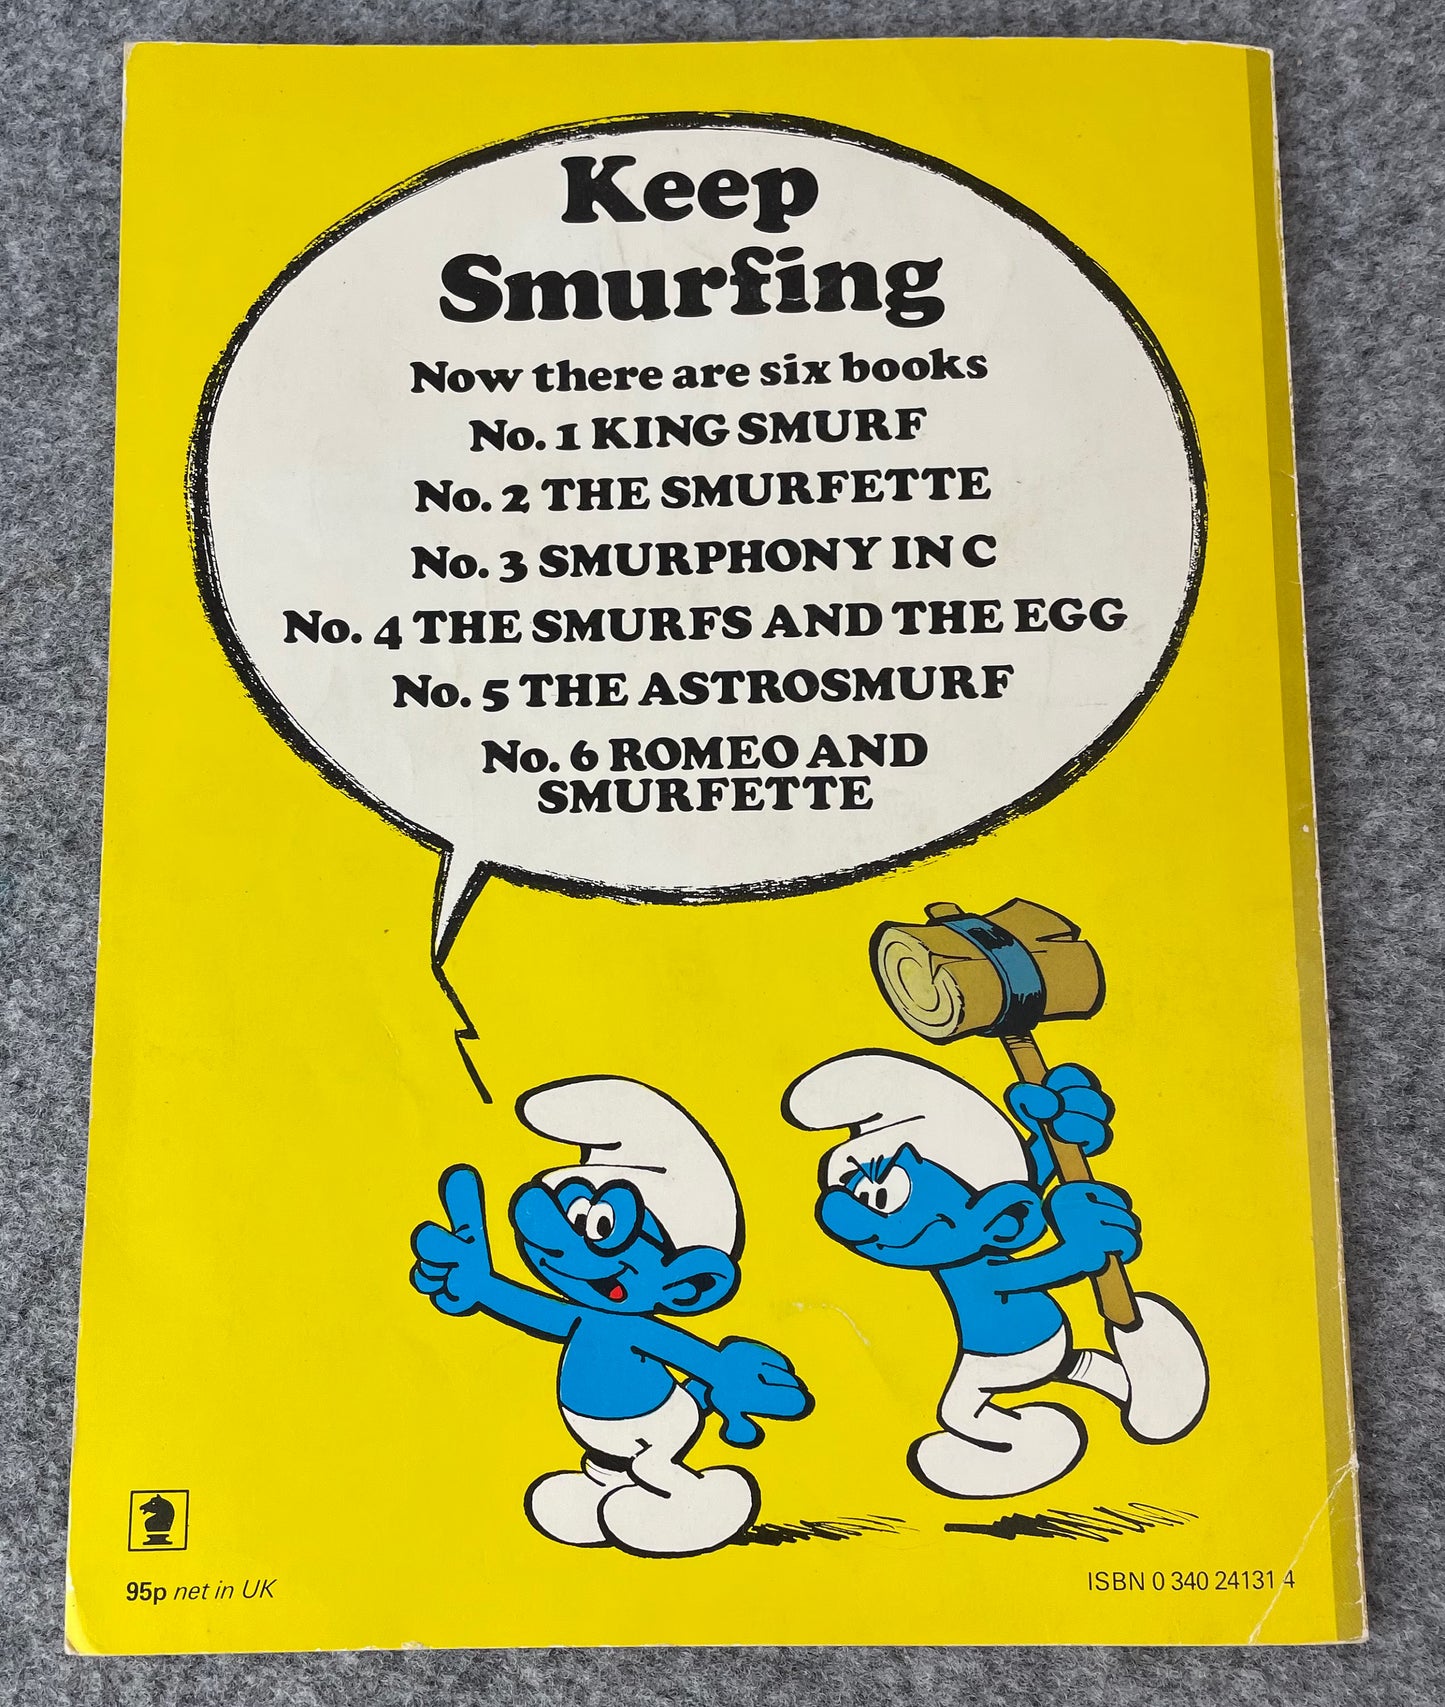 Keep
Smurfing
Now there are six books
No. 1 KING SMURF
No. 2 THE SMURFETTE
No. 3 SMURPHONY IN C
No. 4 THE SMURFS AND THE EGG
No. 5 THE ASTROSMURF
No. 6 ROMEO AND
SMURFETTE
95p net in UK
ISBN 0 340 24131 4